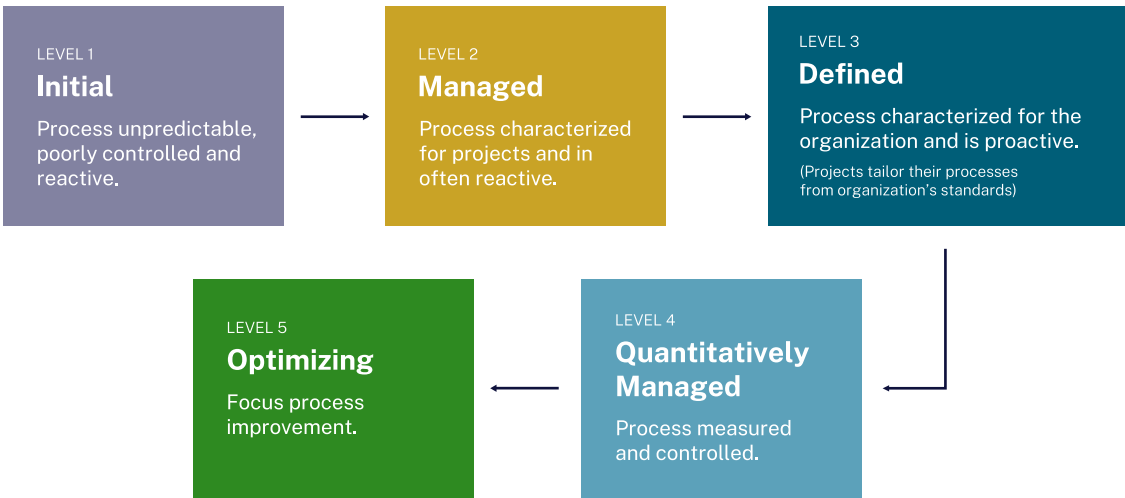 LEVEL 1
Initial
Process unpredictable,
poorly controlled and
reactive.
LEVEL 2
Managed
Process characterized
for projects and in
often reactive.
LEVEL 3
Defined
Process characterized for the
organization and is proactive.
(Projects tailor their processes
from organization’s standards)
LEVEL 4
Quantitatively
Managed
Process measured
and controlled.
LEVEL 5
Optimizing
Focus process
improvement.